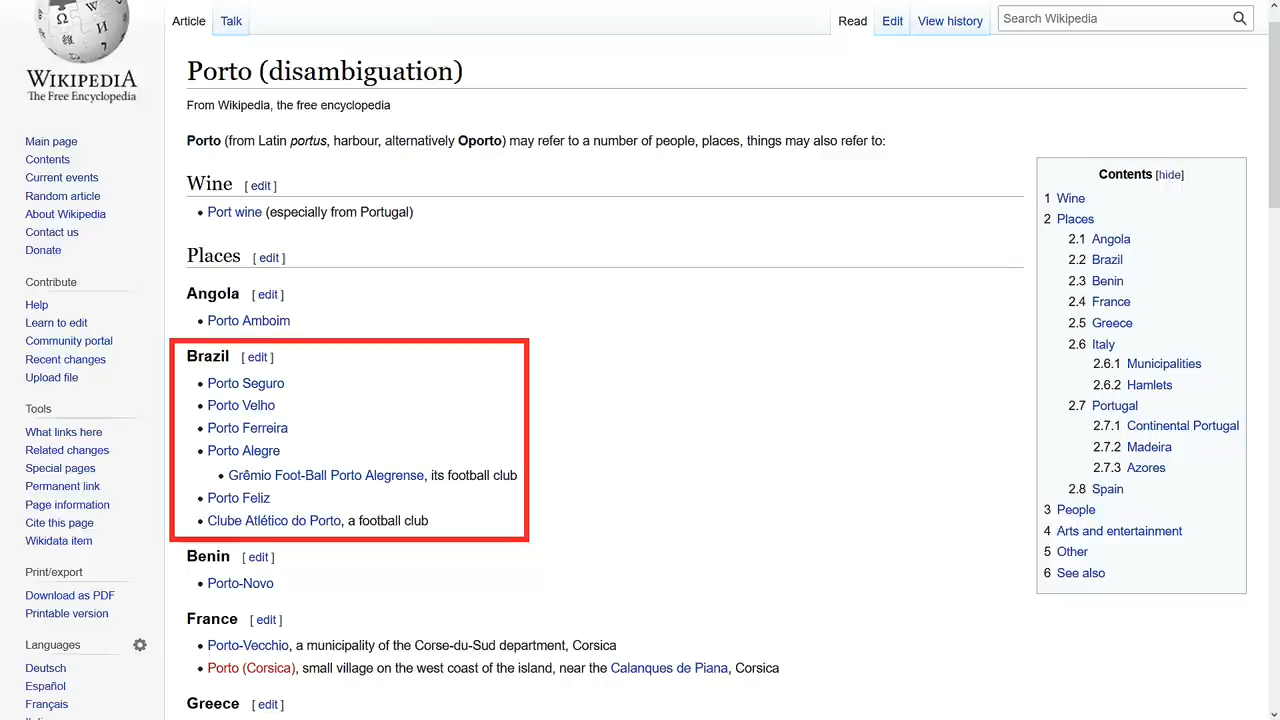 Article Talk Read Edit View history Search Wikipedia
WIKIPEDIA
The Free Encyclopedia
Main page
Contents
Current events
Random article
About Wikipedia
Contact us
Donate
Contribute
Help
Learn to edit
Community portal
Recent changes
Upload file
Tools
What links here
Related changes
Special pages
Permanent link
Page information
Cite this page
Wikidata item
Print/export
Download as PDF
Printable version
Languages
Deutsch
Español
Français
Porto (disambiguation)
From Wikipedia, the free encyclopedia
Porto (from Latin portus, harbour, alternatively Oporto) may refer to a number of people, places, things may also refer to:
Wine [ edit ]
• Port wine (especially from Portugal)
Places [ edit ]
Angola [ edit ]
• Porto Amboim
Brazil [ edit ]
• Porto Seguro
• Porto Velho
• Porto Ferreira
• Porto Alegre
• Grêmio Foot-Ball Porto Alegrense, its football club
• Porto Feliz
• Clube Atlético do Porto, a football club
Benin [ edit ]
• Porto-Novo
France [ edit ]
• Porto-Vecchio, a municipality of the Corse-du-Sud department, Corsica
• Porto (Corsica), small village on the west coast of the island, near the Calanques de Piana, Corsica
Greece [ edit ]
Contents [hide]
1 Wine
2 Places
2.1 Angola
2.2 Brazil
2.3 Benin
2.4 France
2.5 Greece
2.6 Italy
2.6.1 Municipalities
2.6.2 Hamlets
2.7 Portugal
2.7.1 Continental Portugal
2.7.2 Madeira
2.7.3 Azores
2.8 Spain
3 People
4 Arts and entertainment
5 Other
6 See also